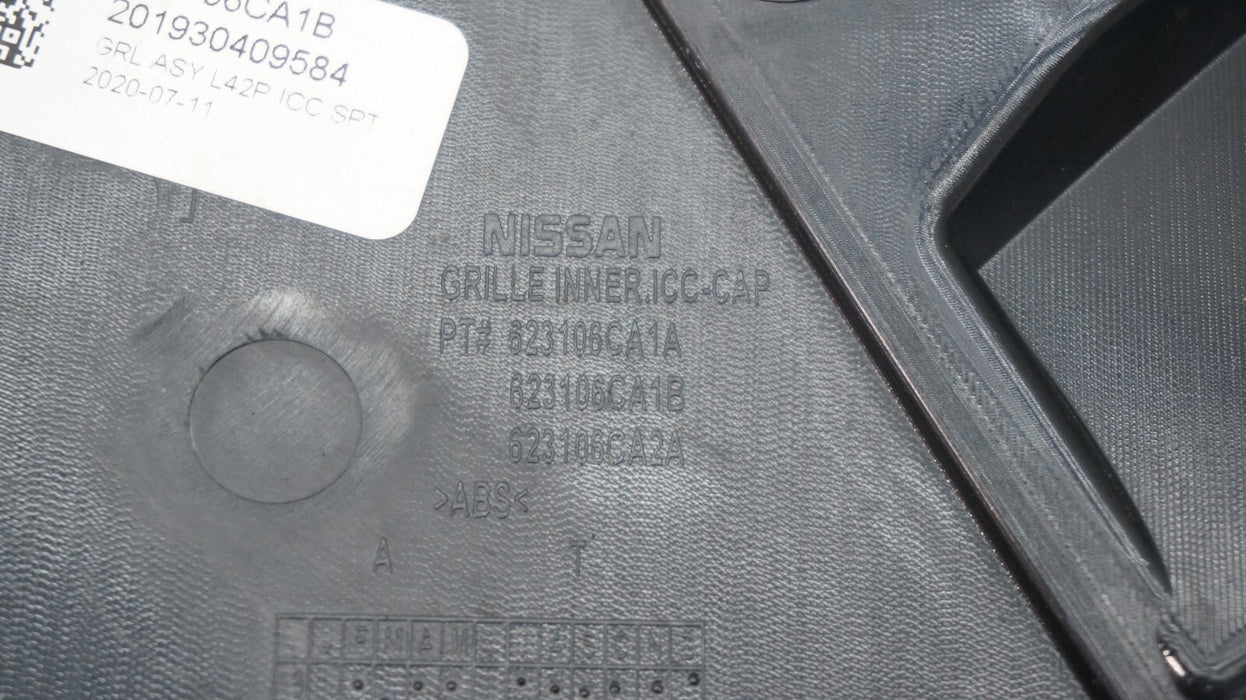 06CA1B
201930409584
GRL ASY L42P ICC SPT
2020-07-11
NISSAN
GRILLE INNER.ICC-CAP
PT# 623106CA1A
623106CA1B
623106CA2A
>ABS<
A T